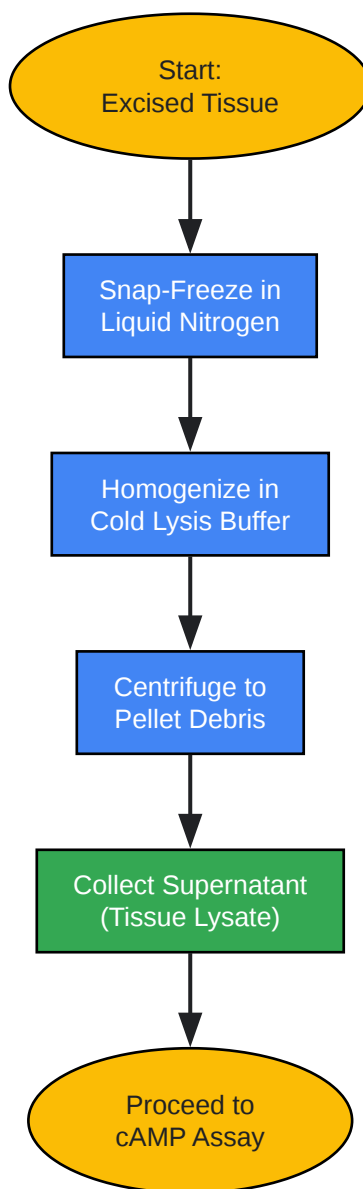 Start:
Excised Tissue
Snap-Freeze in
Liquid Nitrogen
Homogenize in
Cold Lysis Buffer
Centrifuge to
Pellet Debris
Collect Supernatant
(Tissue Lysate)
Proceed to
cAMP Assay